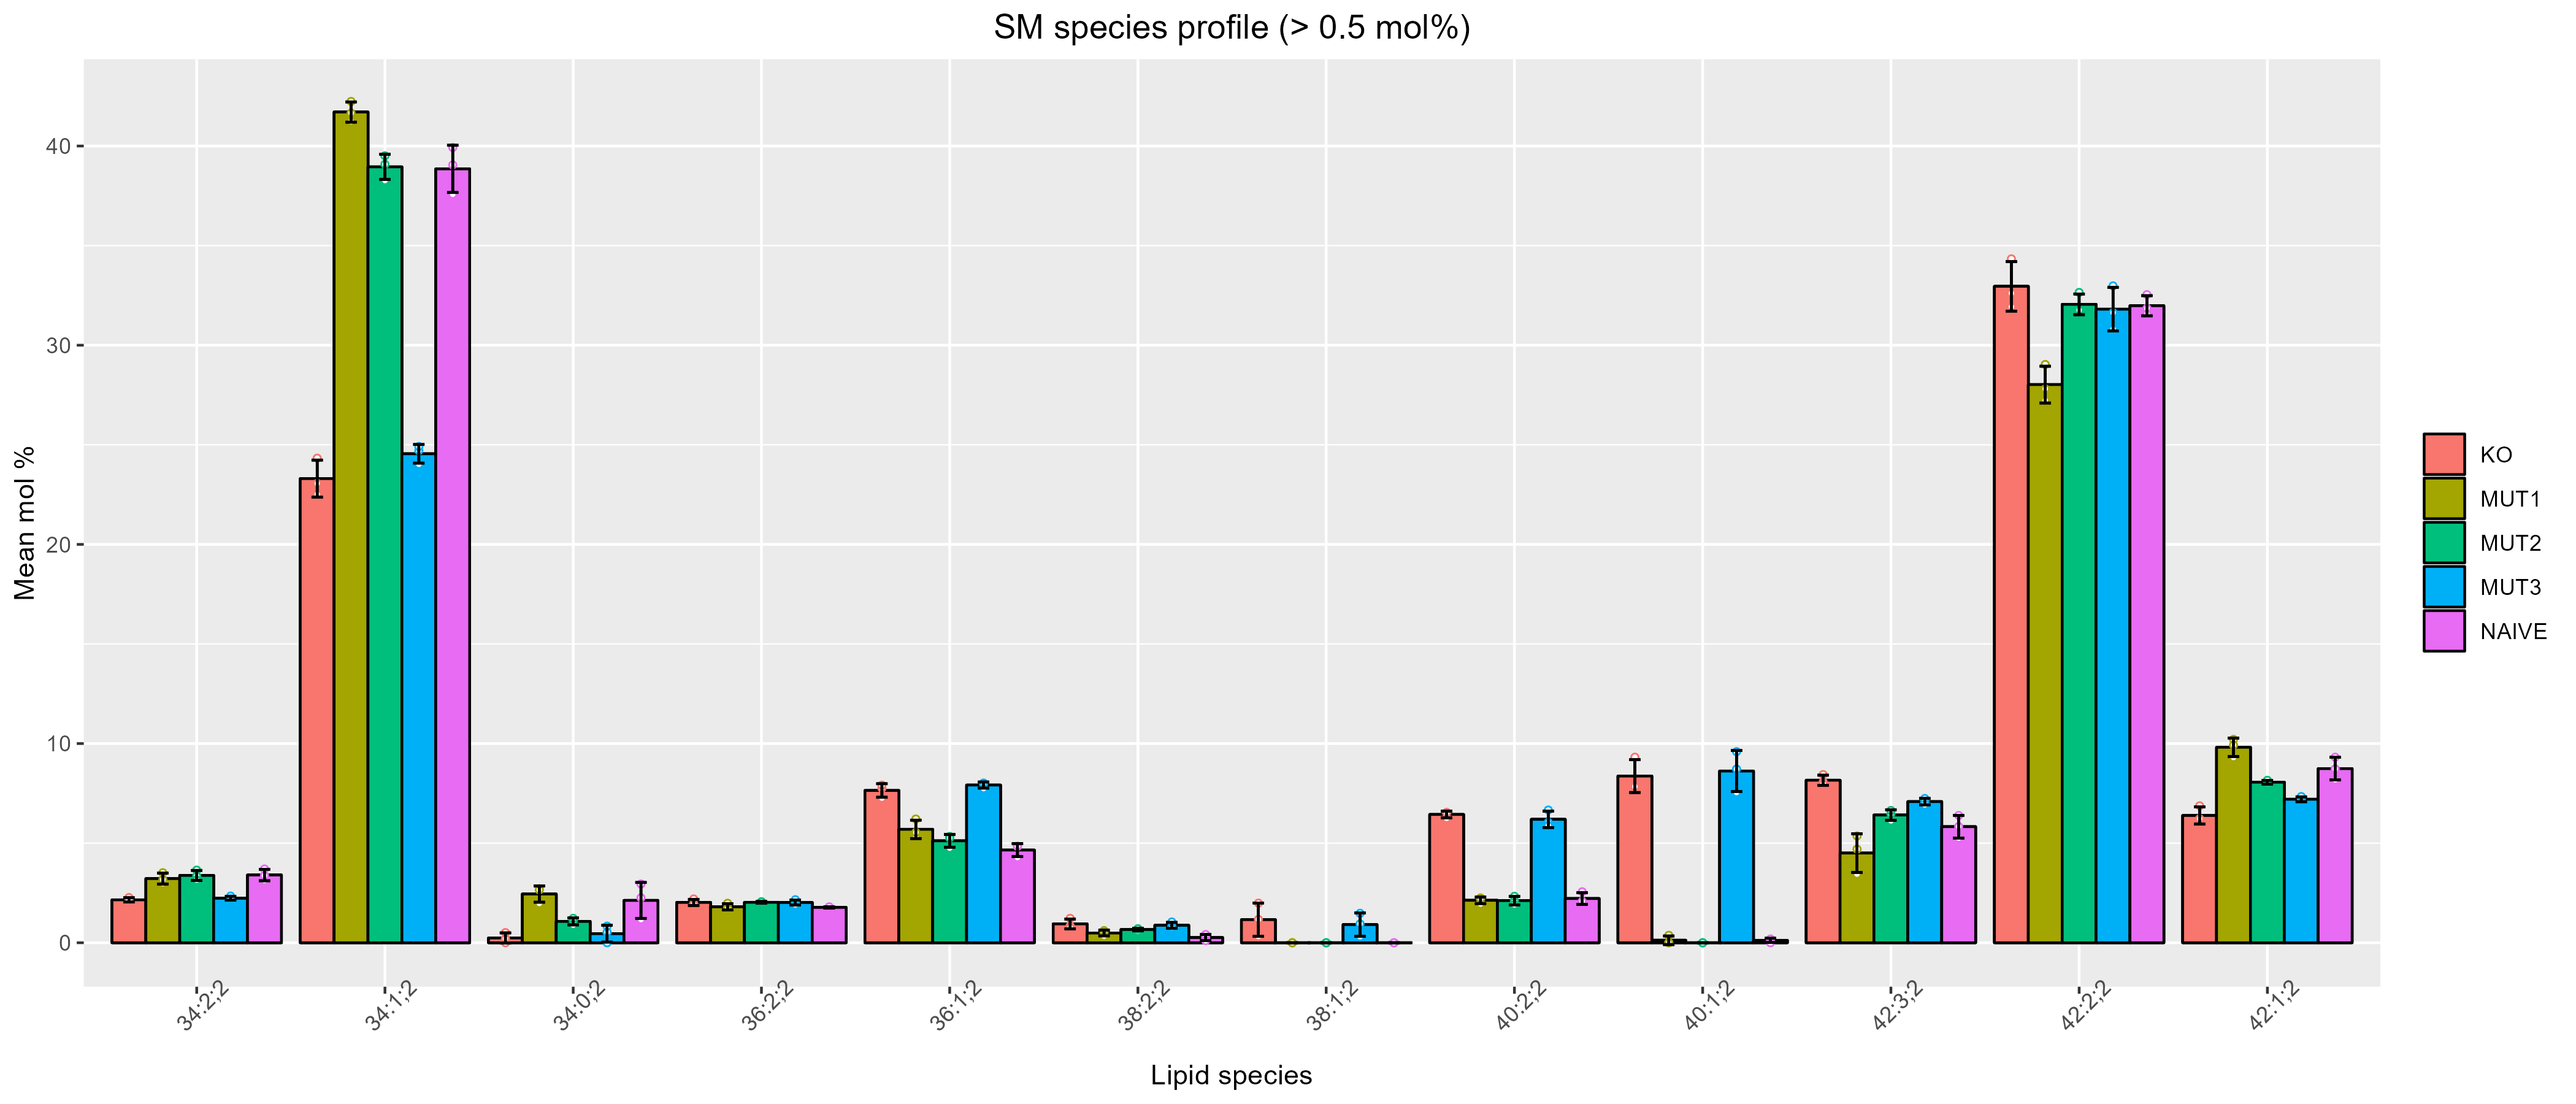 SM species profile (> 0.5 mol%)
Mean mol %
40
30
20
10
0
34:2;2
34:1;2
34:0;2
36:2;2
36:1;2
38:2;2
38:1;2
40:2;2
40:1;2
42:3;2
42:2;2
42:1;2
Lipid species
KO
MUT1
MUT2
MUT3
NAIVE